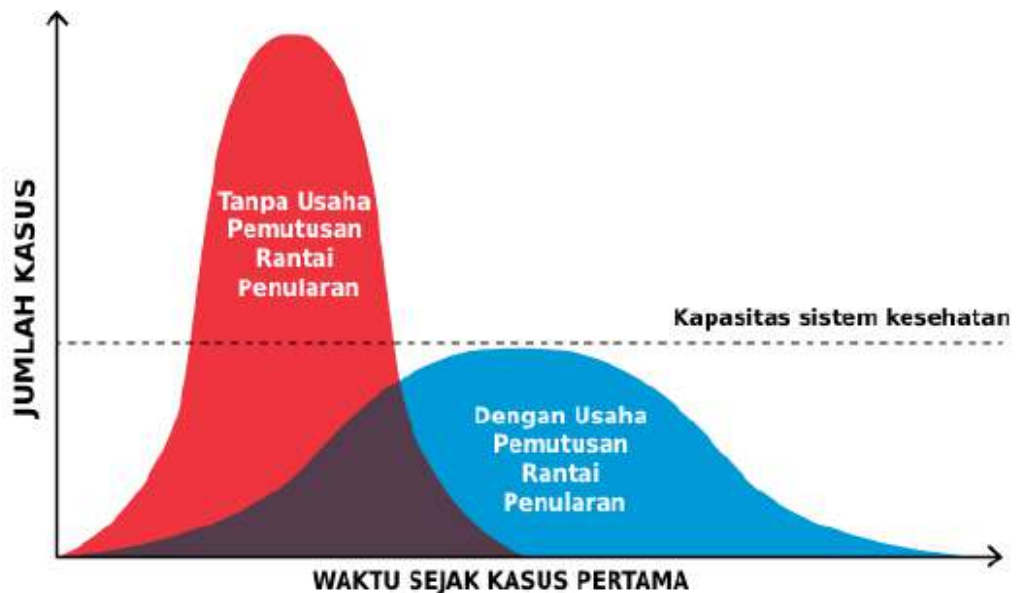 JUMLAH KASUS
Tanpa Usaha
Pemutusan
Rantai
Penularan
Kapasitas sistem kesehatan
Dengan Usaha
Pemutusan
Rantai
Penularan
WAKTU SEJAK KASUS PERTAMA